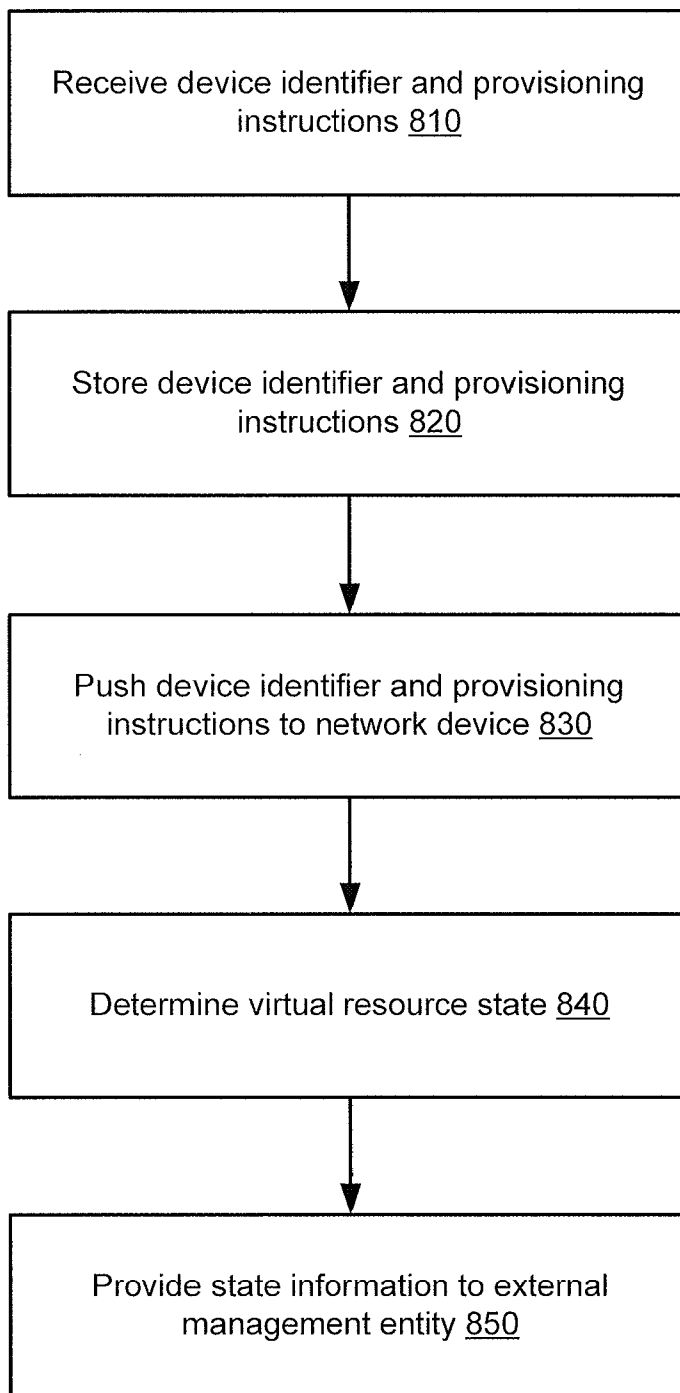 Receive device identifier and provisioning
instructions 810
Store device identifier and provisioning
instructions 820
Push device identifier and provisioning
instructions to network device 830
Determine virtual resource state 840
Provide state information to external
management entity 850